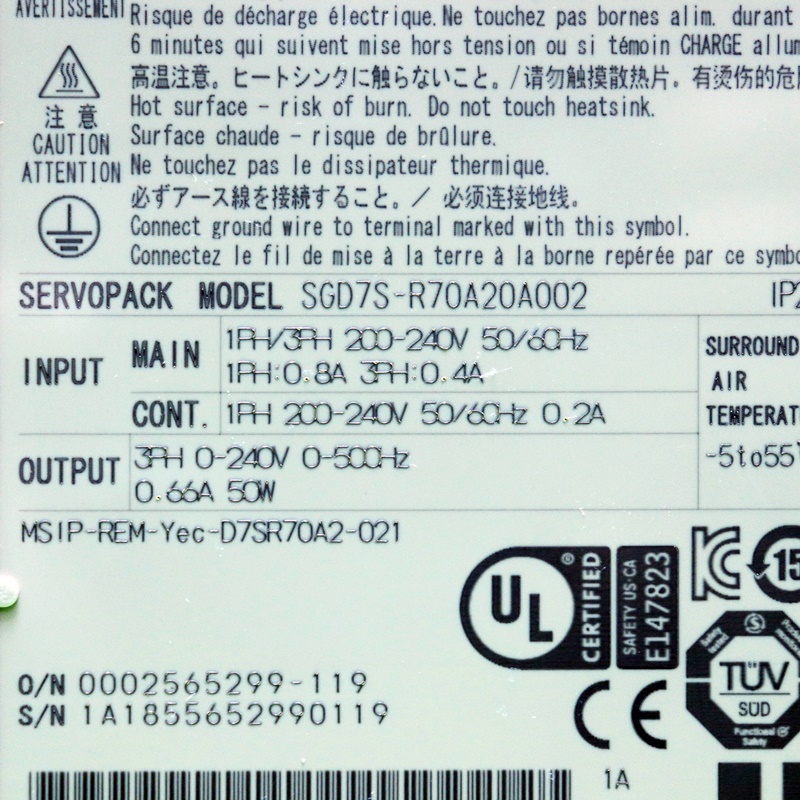 AVERTISSEMENT
Risque de décharge électrique. Ne touchez pas bornes alim. durant
6 minutes qui suivent mise hors tension ou si témoin CHARGE allum
高温注意。ヒートシンクに触らないこと。/请勿触摸散热片。有烫伤的危
注 意
CAUTION
ATTENTION
Hot surface - risk of burn. Do not touch heatsink.
Surface chaude - risque de brûlure.
Ne touchez pas le dissipateur thermique.
必ずアース線を接続すること。/ 必须连接地线。
Connect ground wire to terminal marked with this symbol.
Connectez le fil de mise à la terre à la borne repérée par ce symbo
SERVOPACK MODEL SGD7S-R70A20A002 IP2
INPUT
MAIN
1PH/3PH 200-240V 50/60Hz
1PH:0.8A 3PH:0.4A
CONT. 1PH 200-240V 50/60Hz 0.2A
SURROUND
AIR
TEMPERAT
-5to55
OUTPUT
3PH 0-240V 0-500Hz
0.66A 50W
MSIP-REM-Yec-D7SR70A2-021
UL ®
CERTIFIED
SAFETY US·CA
E147823
KC
15
Safety tested
S
TÜV
SÜD
Functional
Safety
O/N 0002565299-119
S/N 1A1855652990119
CE
1A